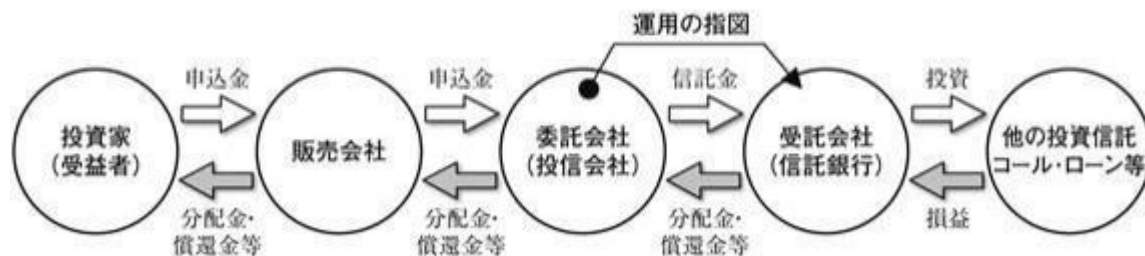 運用の指図
申込金
申込金
信託金
投資
投資家
(受益者)
販売会社
委託会社
(投信会社)
受託会社
(信託銀行)
他の投資信託
コール・ローン等
分配金・
償還金等
分配金・
償還金等
分配金・
償還金等
損益